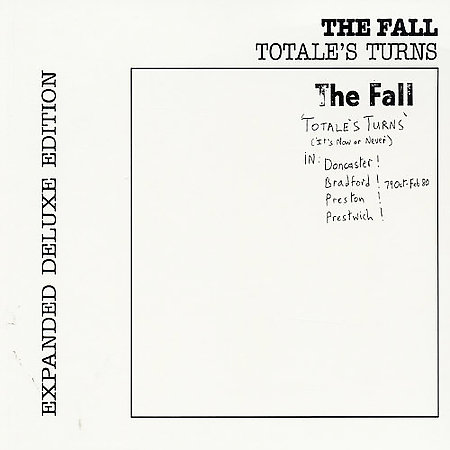 THE FALL
TOTALE'S TURNS
EXPANDED DELUXE EDITION
The Fall
'TOTALE'S TURNS'
(IT'S NOW OR NEVER)
IN: Doncaster!
Bradford! 79 Oct-Feb 80
Preston!
Prestwich!